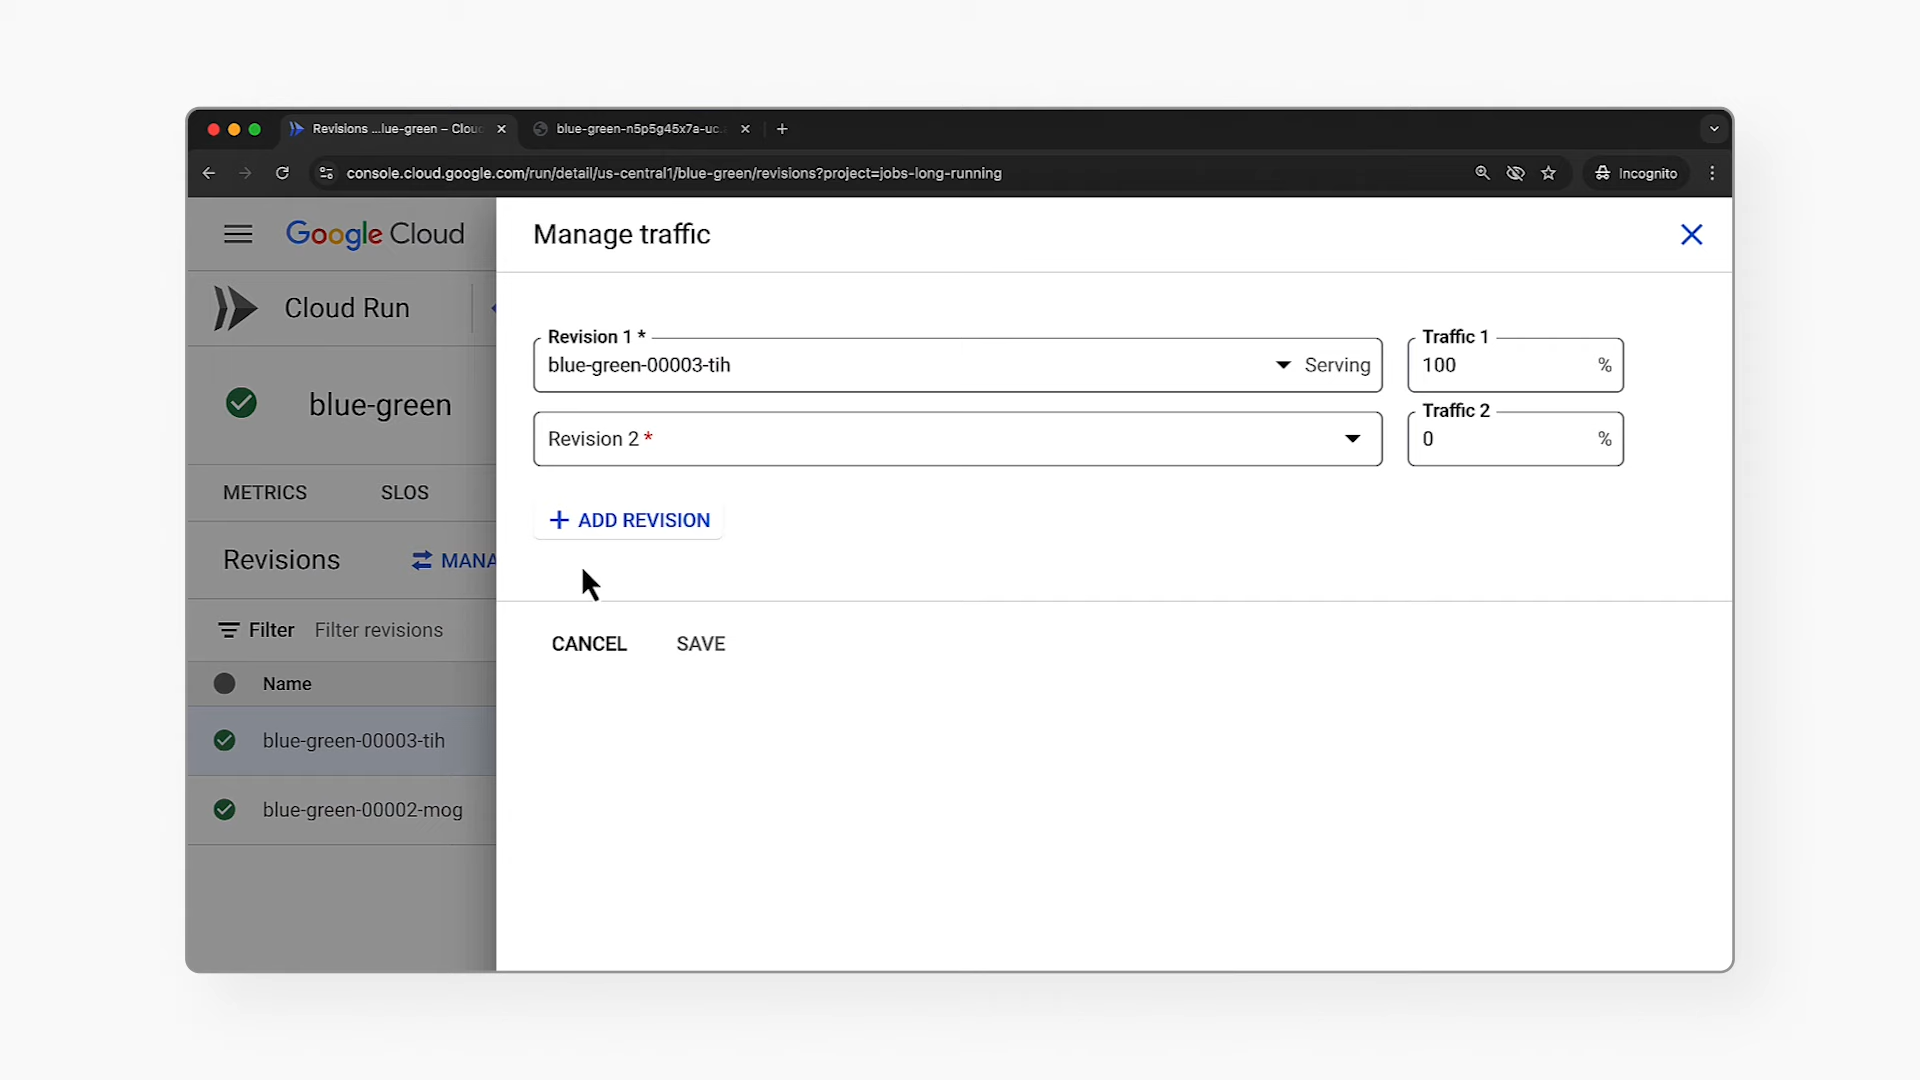 Revisions ...lue-green – Clou
blue-green-n5p5g45x7a-uc.
console.cloud.google.com/run/detail/us-central1/blue-green/revisions?project=jobs-long-running
Incognito
Google Cloud
Manage traffic
Cloud Run
Revision 1 *
blue-green-00003-tih
Serving
Traffic 1
100 %
blue-green
Revision 2 *
Traffic 2
0 %
METRICS
SLOS
ADD REVISION
Revisions
MANA
Filter
Filter revisions
CANCEL
SAVE
Name
blue-green-00003-tih
blue-green-00002-mog